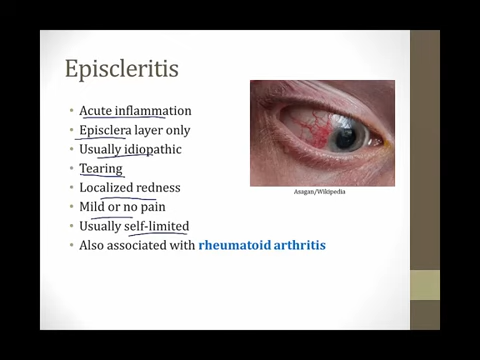 Episcleritis
• Acute inflammation
• Episclera layer only
• Usually idiopathic
• Tearing
• Localized redness
• Mild or no pain
• Usually self-limited
• Also associated with rheumatoid arthritis
Asagan/Wikipedia